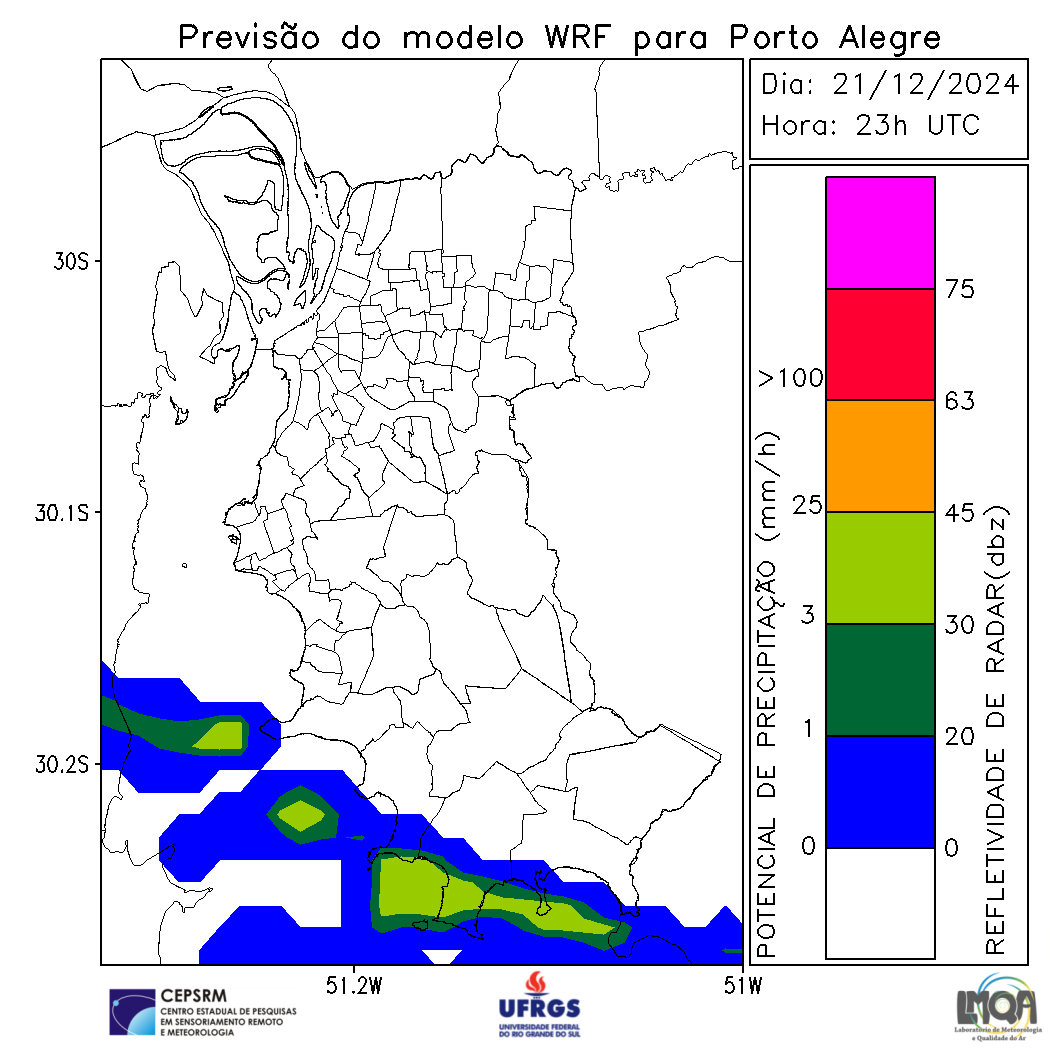 Previsão do modelo WRF para Porto Alegre
Dia: 21/12/2024
Hora: 23h UTC
30S
30.1S
30.2S
51.2W
51W
POTENCIAL DE PRECIPITAÇÃO (mm/h)
>100
25
3
1
0
75
63
45
30
20
0
REFLETIVIDADE DE RADAR(dbz)
CEPSRM
CENTRO ESTADUAL DE PESQUISAS
EM SENSORIAMENTO REMOTO
E METEOROLOGIA
UFRGS
UNIVERSIDADE FEDERAL
DO RIO GRANDE DO SUL
LMQA
Laboratório de Meteorologia
e Qualidade do Ar